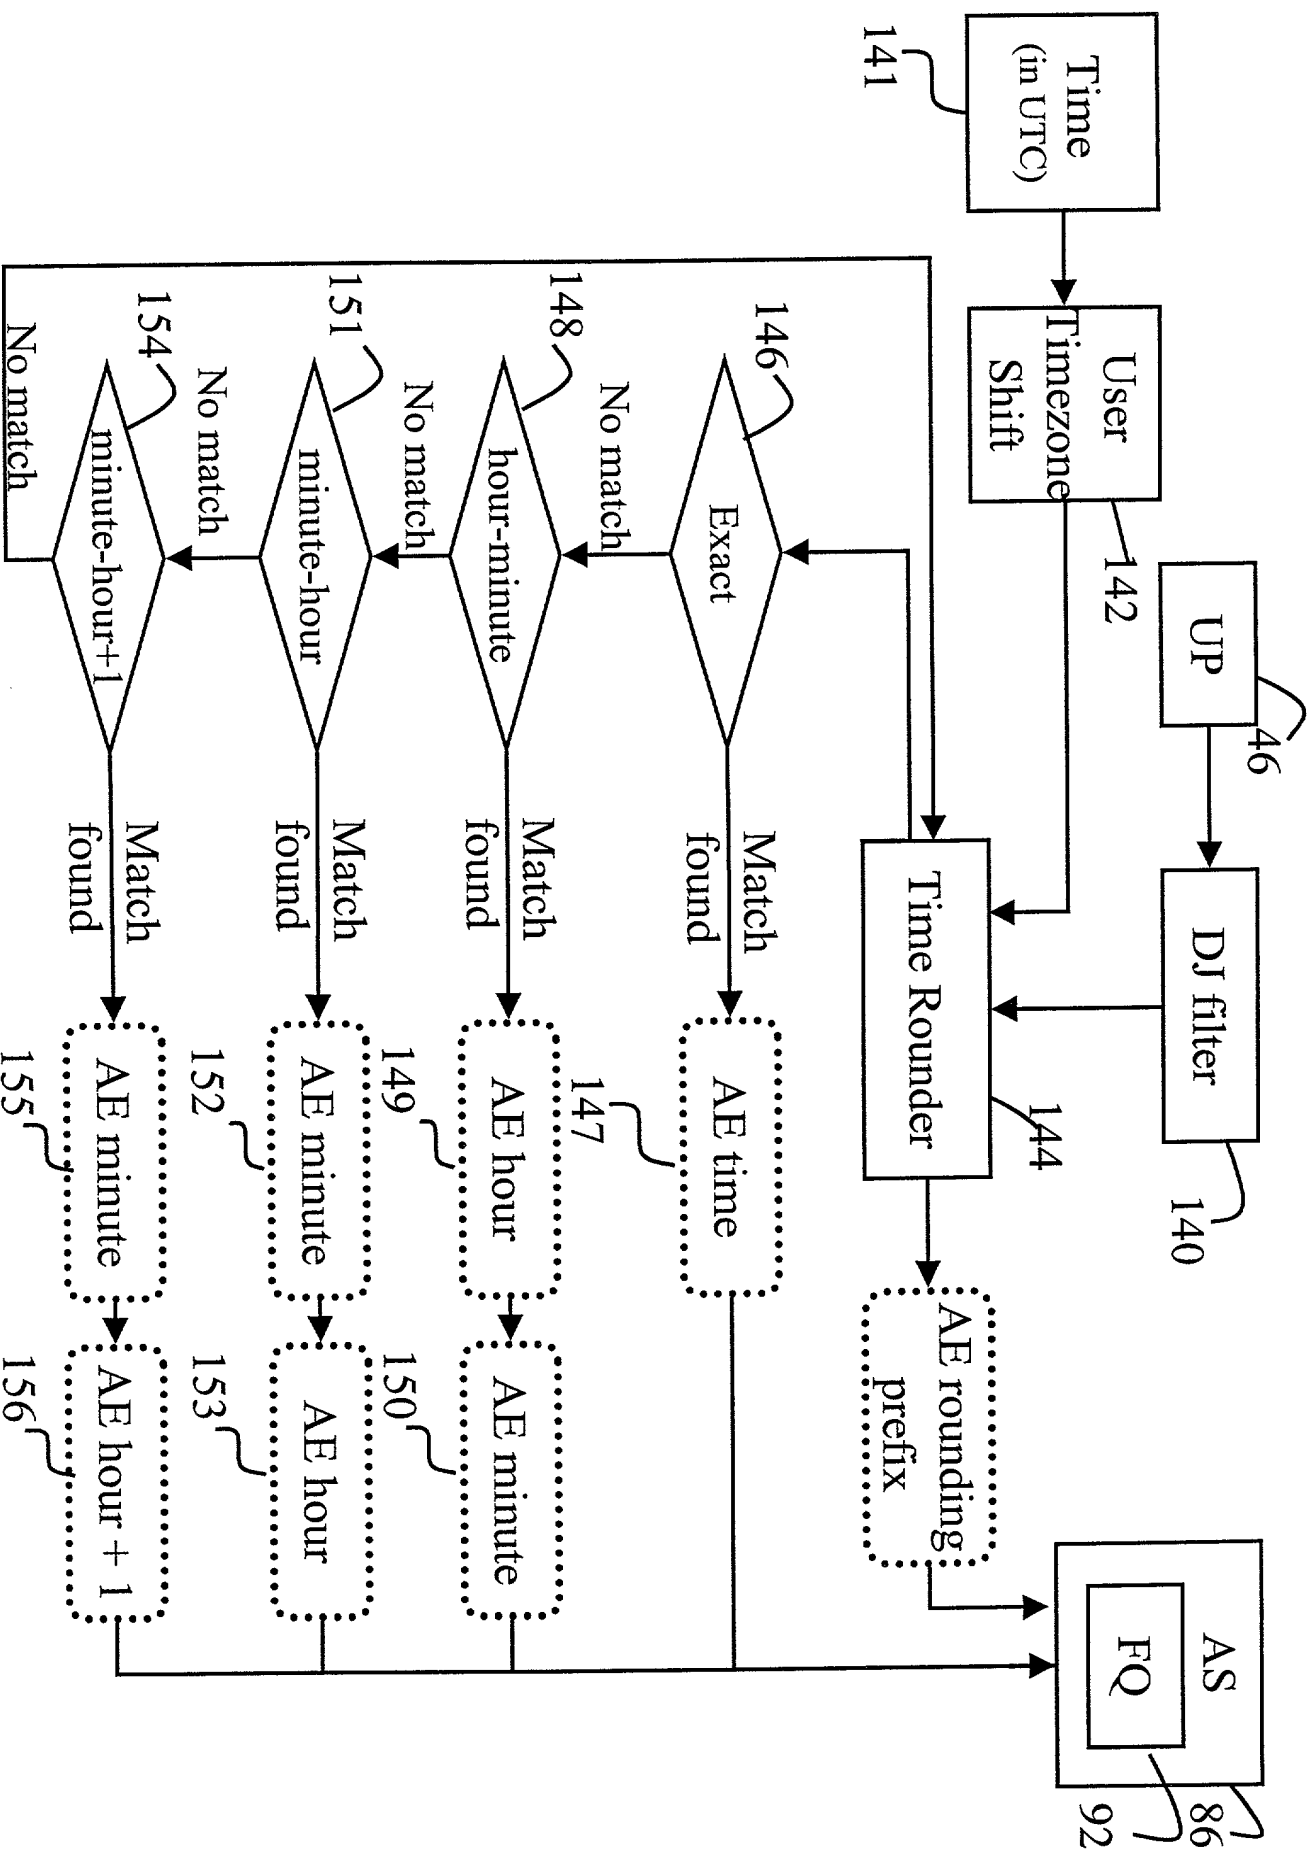 UP
46
DJ filter
140
AS
FQ
86
92
Time
(in UTC)
141
User
Timezone
Shift
142
Time Rounder
144
AE rounding
prefix
146
Exact
Match
found
AE time
147
No match
148
hour-minute
Match
found
AE hour
149
AE minute
150
No match
151
minute-hour
Match
found
AE minute
152
AE hour
153
No match
154
minute-hour+1
Match
found
AE minute
155
AE hour + 1
156
No match